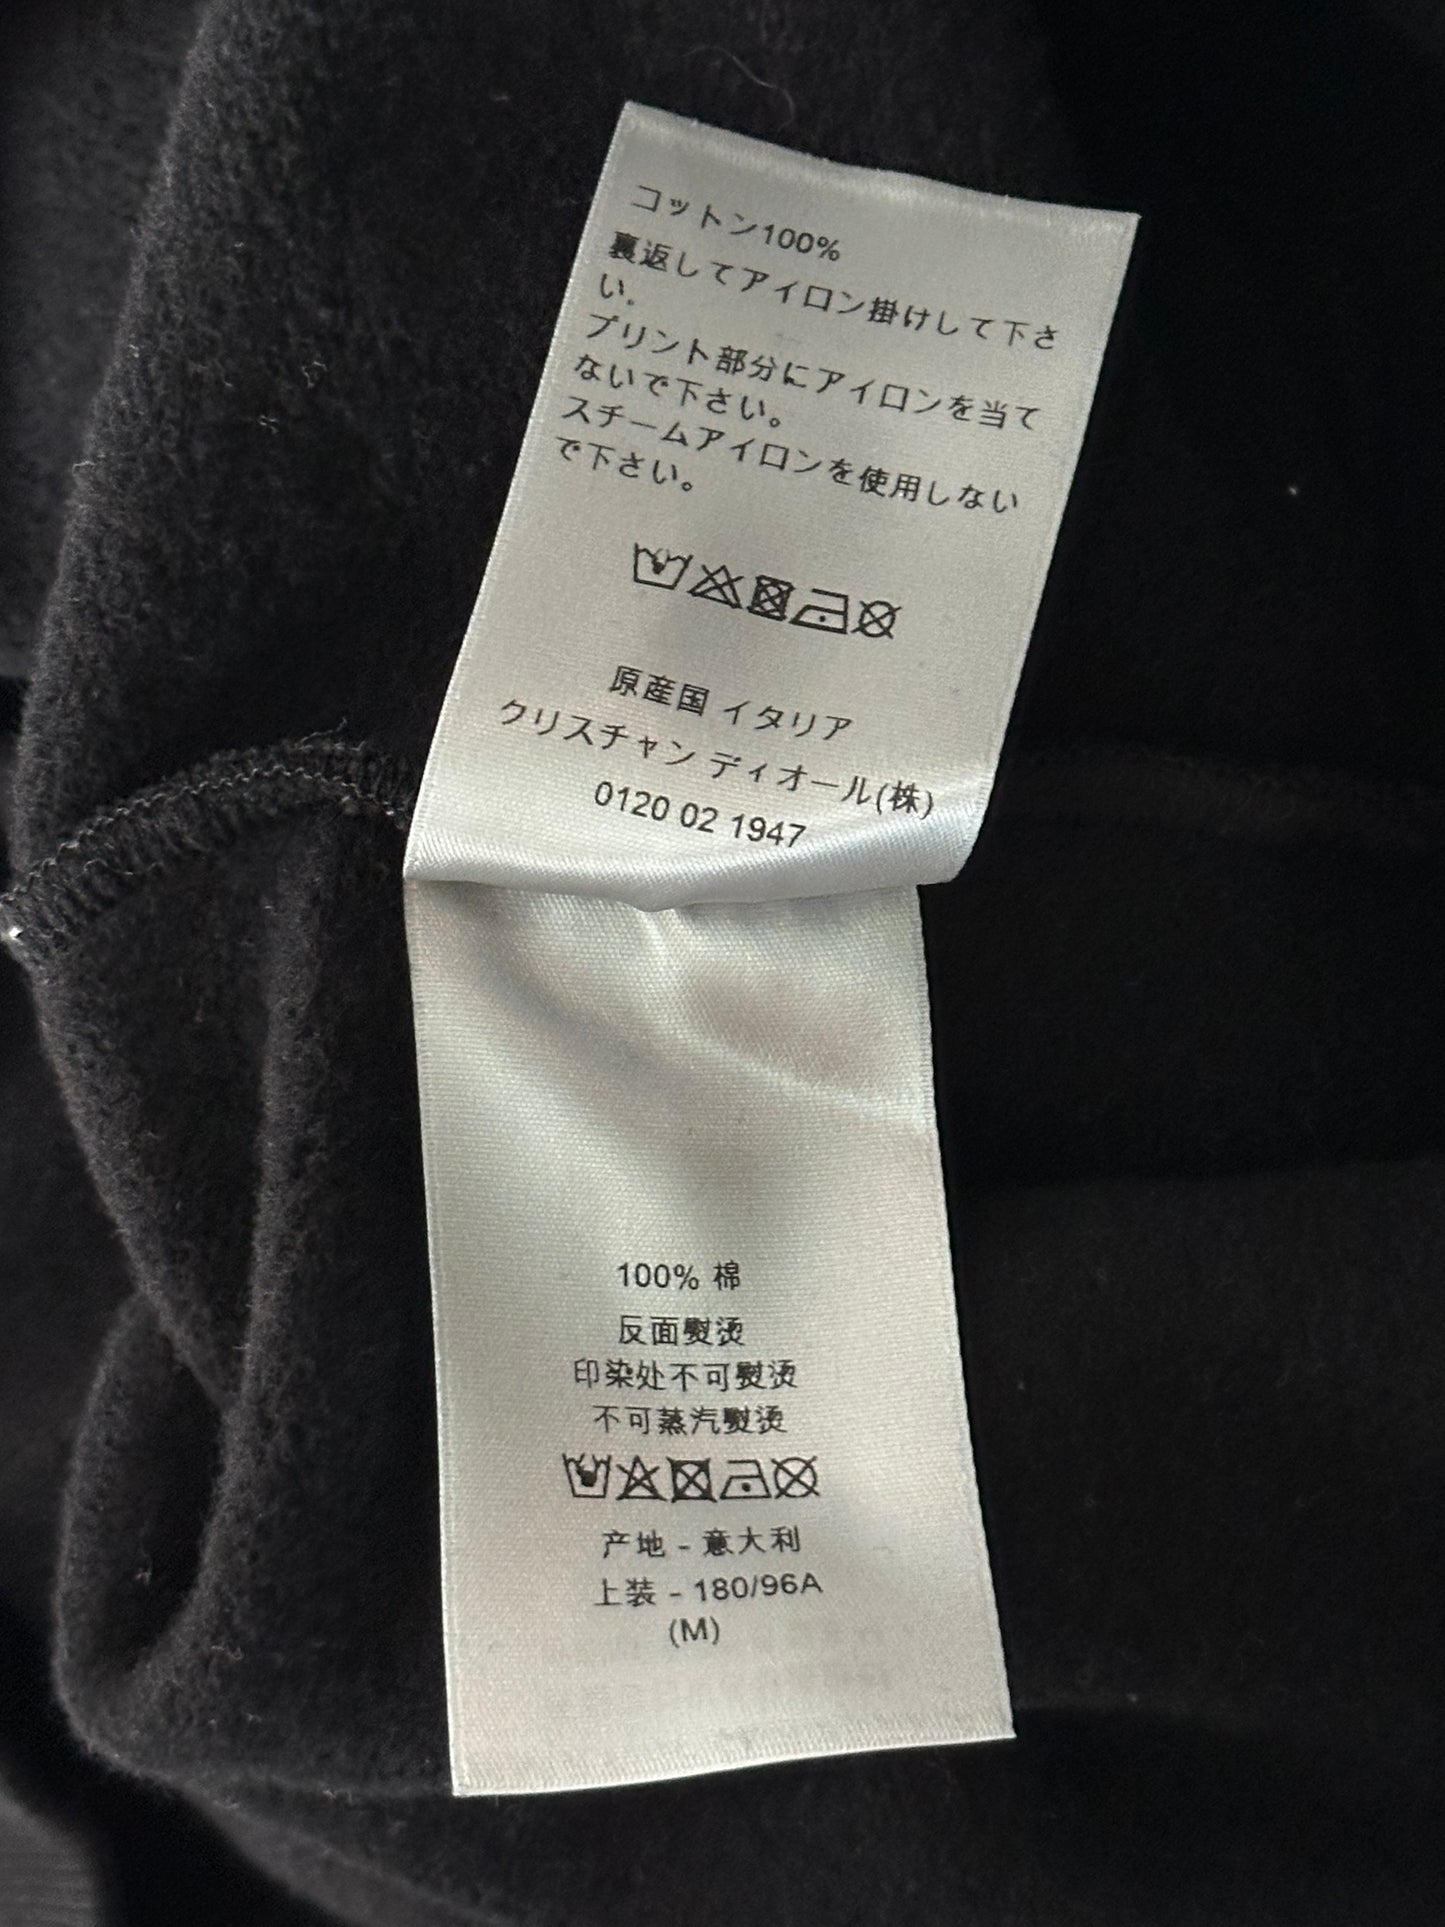 コットン100%
裏返してアイロン掛けして下さ
い。
プリント部分にアイロンを当て
ないで下さい。
スチームアイロンを使用しない
で下さい。
原産国 イタリア
クリスチャン ディオール(株)
0120 02 1947
100% 棉
反面熨烫
印染处不可熨烫
不可蒸汽熨烫
产地 - 意大利
上装 - 180/96A
(M)